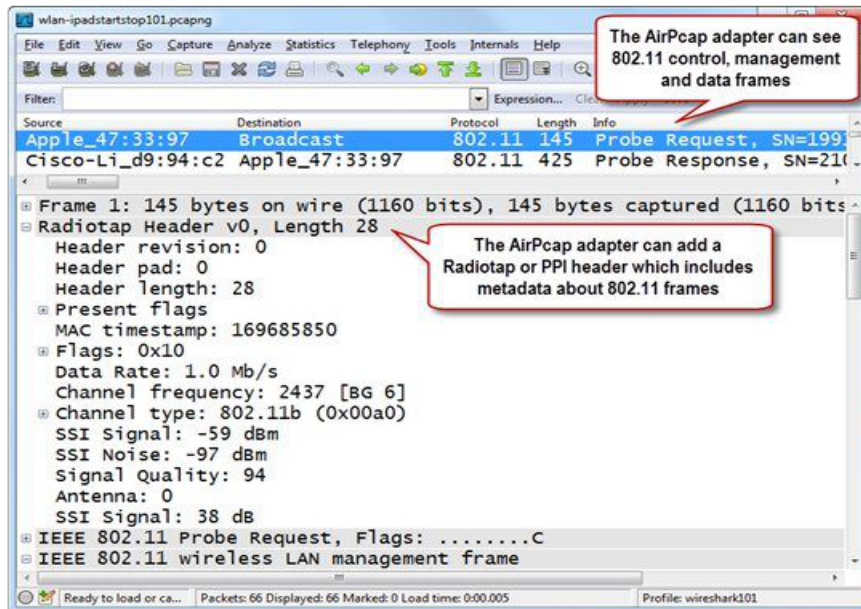 wlan-ipadstartstop101.pcapng
The AirPcap adapter can see
802.11 control, management
and data frames
File Edit View Go Capture Analyze Statistics Telephony Tools Internals Help
Filter: Expression...
Source Destination Protocol Length Info
Apple_47:33:97 Broadcast 802.11 145 Probe Request, SN=199
Cisco-Li_d9:94:c2 Apple_47:33:97 802.11 425 Probe Response, SN=210
Frame 1: 145 bytes on wire (1160 bits), 145 bytes captured (1160 bits
Radiotap Header v0, Length 28
The AirPcap adapter can add a
Radiotap or PPI header which includes
metadata about 802.11 frames
Header revision: 0
Header pad: 0
Header length: 28
Present flags
MAC timestamp: 169685850
Flags: 0x10
Data Rate: 1.0 Mb/s
Channel frequency: 2437 [BG 6]
Channel type: 802.11b (0x00a0)
SSI Signal: -59 dBm
SSI Noise: -97 dBm
Signal Quality: 94
Antenna: 0
SSI Signal: 38 dB
IEEE 802.11 Probe Request, Flags: ........C
IEEE 802.11 wireless LAN management frame
Ready to load or ca... Packets: 66 Displayed: 66 Marked: 0 Load time: 0:00.005 Profile: wireshark101